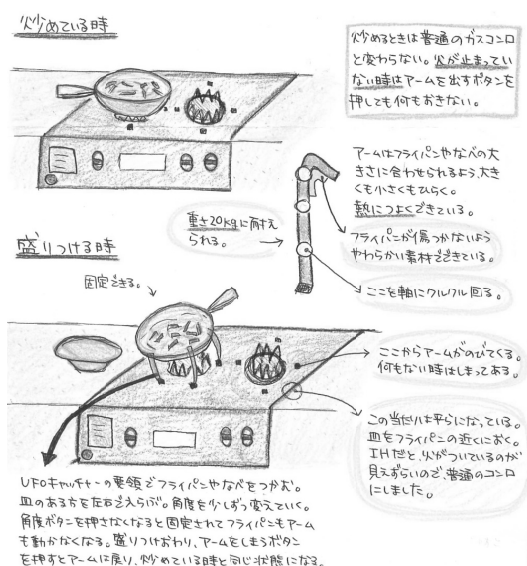 炒めている時
炒めるときは普通のガスコンロ
と変わらない。火が止まってい
ない時はアームを出すボタンを
押しても何もおきない。
アームはフライパンやなべの大
きさに合わせられるよう、大き
くも小さくもひらく。
熱につよくできている。
重さ20kgに耐え
られる。
フライパンが傷つかないよう
やわらかい素材でできている。
ここを軸にクルクル回る。
盛りつける時
固定できる。
ここからアームがのびてくる。
何もない時はしまってある。
この当たりは平らになっている。
皿をフライパンの近くにおく。
IHだと、火がついているのが
見えずらいので、普通のコンロ
にしました。
UFOキャッチャーの要領でフライパンやなべをつかむ。
皿のある方を左右でえらぶ。角度を少しずつ変えていく。
角度ボタンを押さなくなると固定されてフライパンもアーム
も動かなくなる。盛りつけおわり、アームをしまうボタン
を押すとアームは戻り、炒めている時と同じ状態になる。